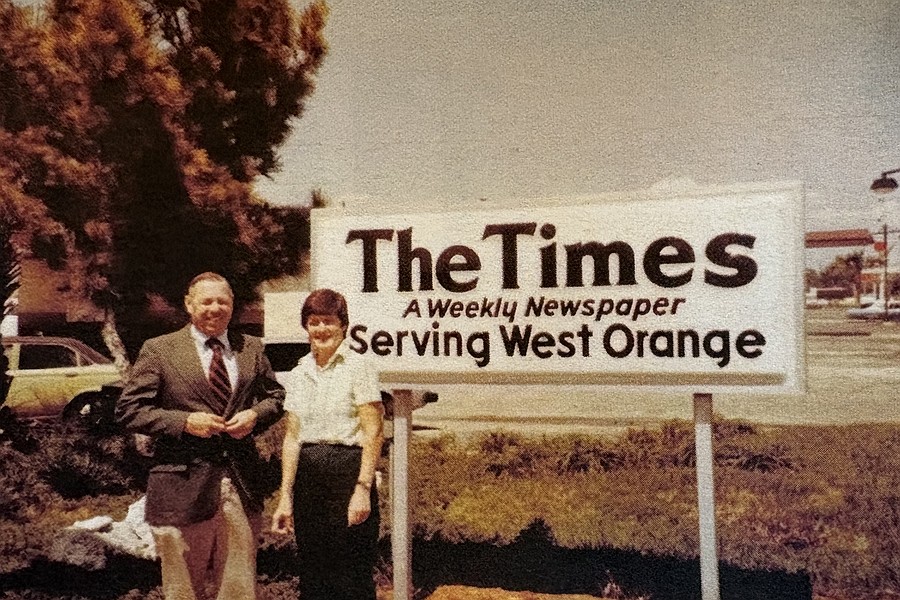 The Times
A Weekly Newspaper
Serving West Orange